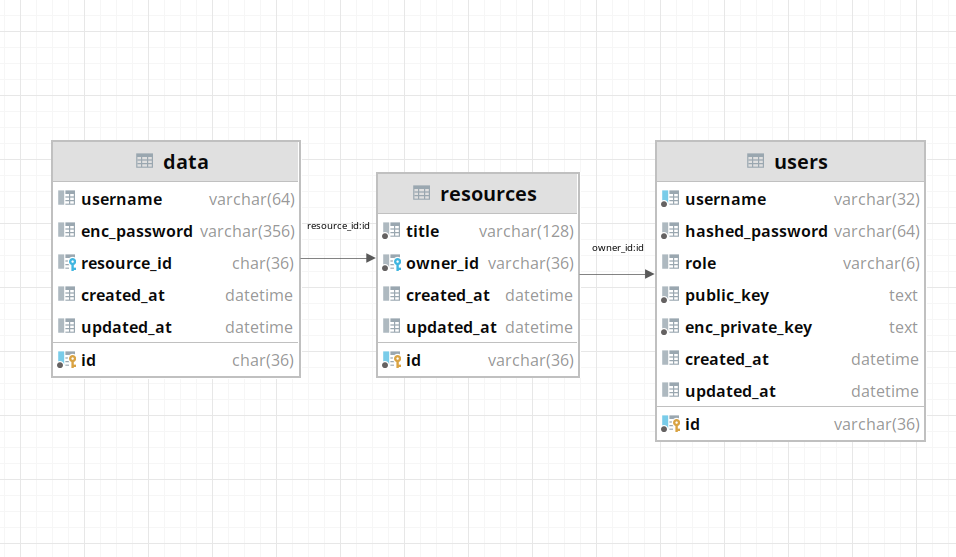 data
username varchar(64)
enc_password varchar(356)
resource_id char(36)
created_at datetime
updated_at datetime
id char(36)
resource_id:id
resources
title varchar(128)
owner_id varchar(36)
created_at datetime
updated_at datetime
id varchar(36)
owner_id:id
users
username varchar(32)
hashed_password varchar(64)
role varchar(6)
public_key text
enc_private_key text
created_at datetime
updated_at datetime
id varchar(36)